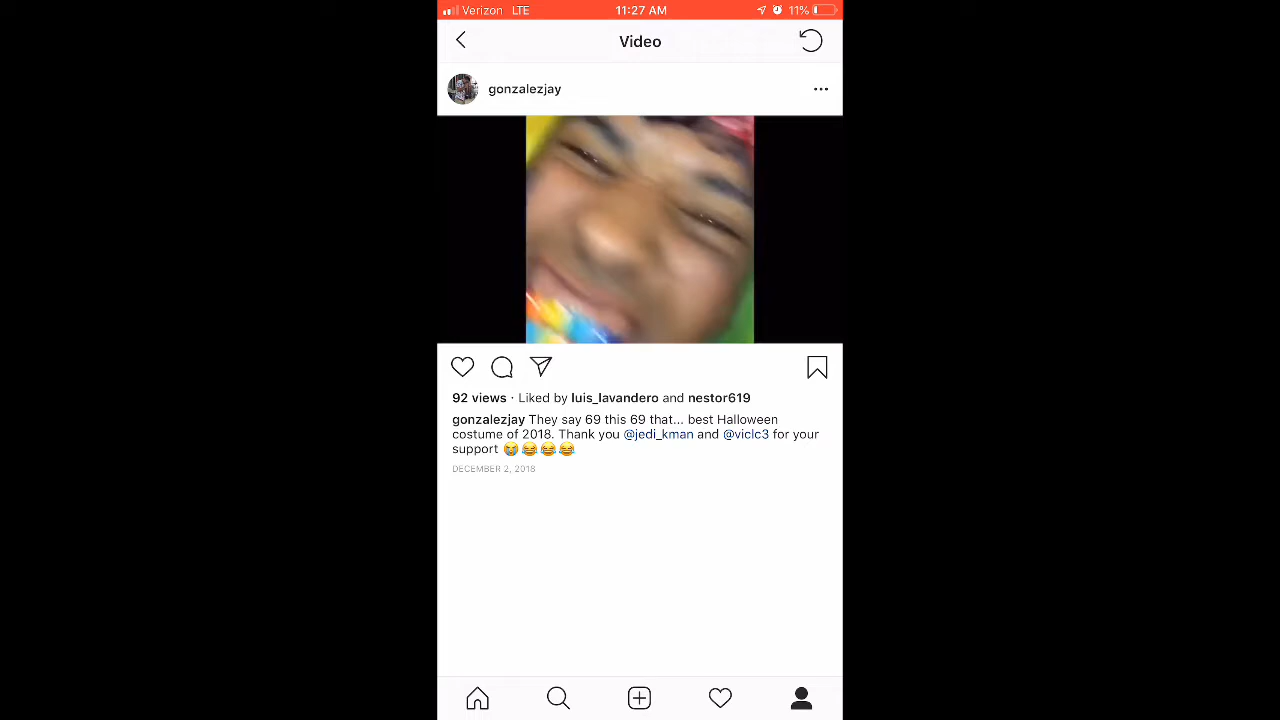 Verizon LTE 11:27 AM 11%
Video
gonzalezjay
92 views · Liked by luis_lavandero and nestor619
gonzalezjay They say 69 this 69 that... best Halloween
costume of 2018. Thank you @jedi_kman and @viclc3 for your
support 😭😂😂😂
DECEMBER 2, 2018